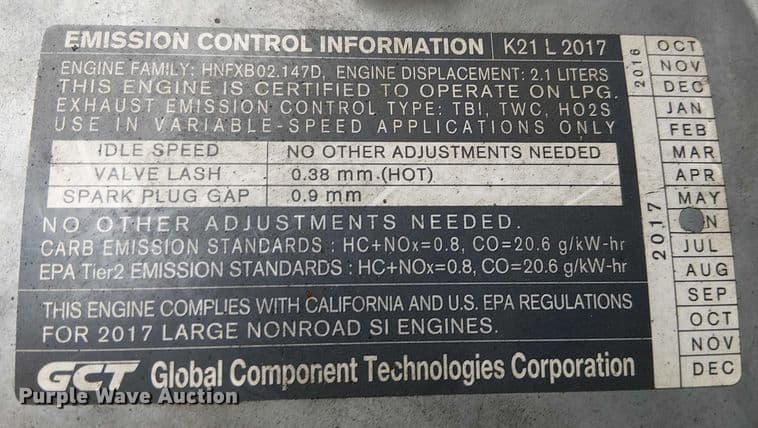 EMISSION CONTROL INFORMATION K21 L 2017
ENGINE FAMILY: HNFXB02.147D, ENGINE DISPLACEMENT: 2.1 LITERS
THIS ENGINE IS CERTIFIED TO OPERATE ON LPG.
EXHAUST EMISSION CONTROL TYPE: TBI, TWC, HO2S
USE IN VARIABLE-SPEED APPLICATIONS ONLY
IDLE SPEED NO OTHER ADJUSTMENTS NEEDED
VALVE LASH 0.38 mm.(HOT)
SPARK PLUG GAP 0.9 mm
NO OTHER ADJUSTMENTS NEEDED.
CARB EMISSION STANDARDS : HC+NOx=0.8, CO=20.6 g/kW-hr
EPA Tier2 EMISSION STANDARDS : HC+NOx=0.8, CO=20.6 g/kW-hr
THIS ENGINE COMPLIES WITH CALIFORNIA AND U.S. EPA REGULATIONS
FOR 2017 LARGE NONROAD SI ENGINES.
GCT Global Component Technologies Corporation
2016
OCT
NOV
DEC
2017
JAN
FEB
MAR
APR
MAY
N
JUL
AUG
SEP
OCT
NOV
DEC
Purple Wave Auction